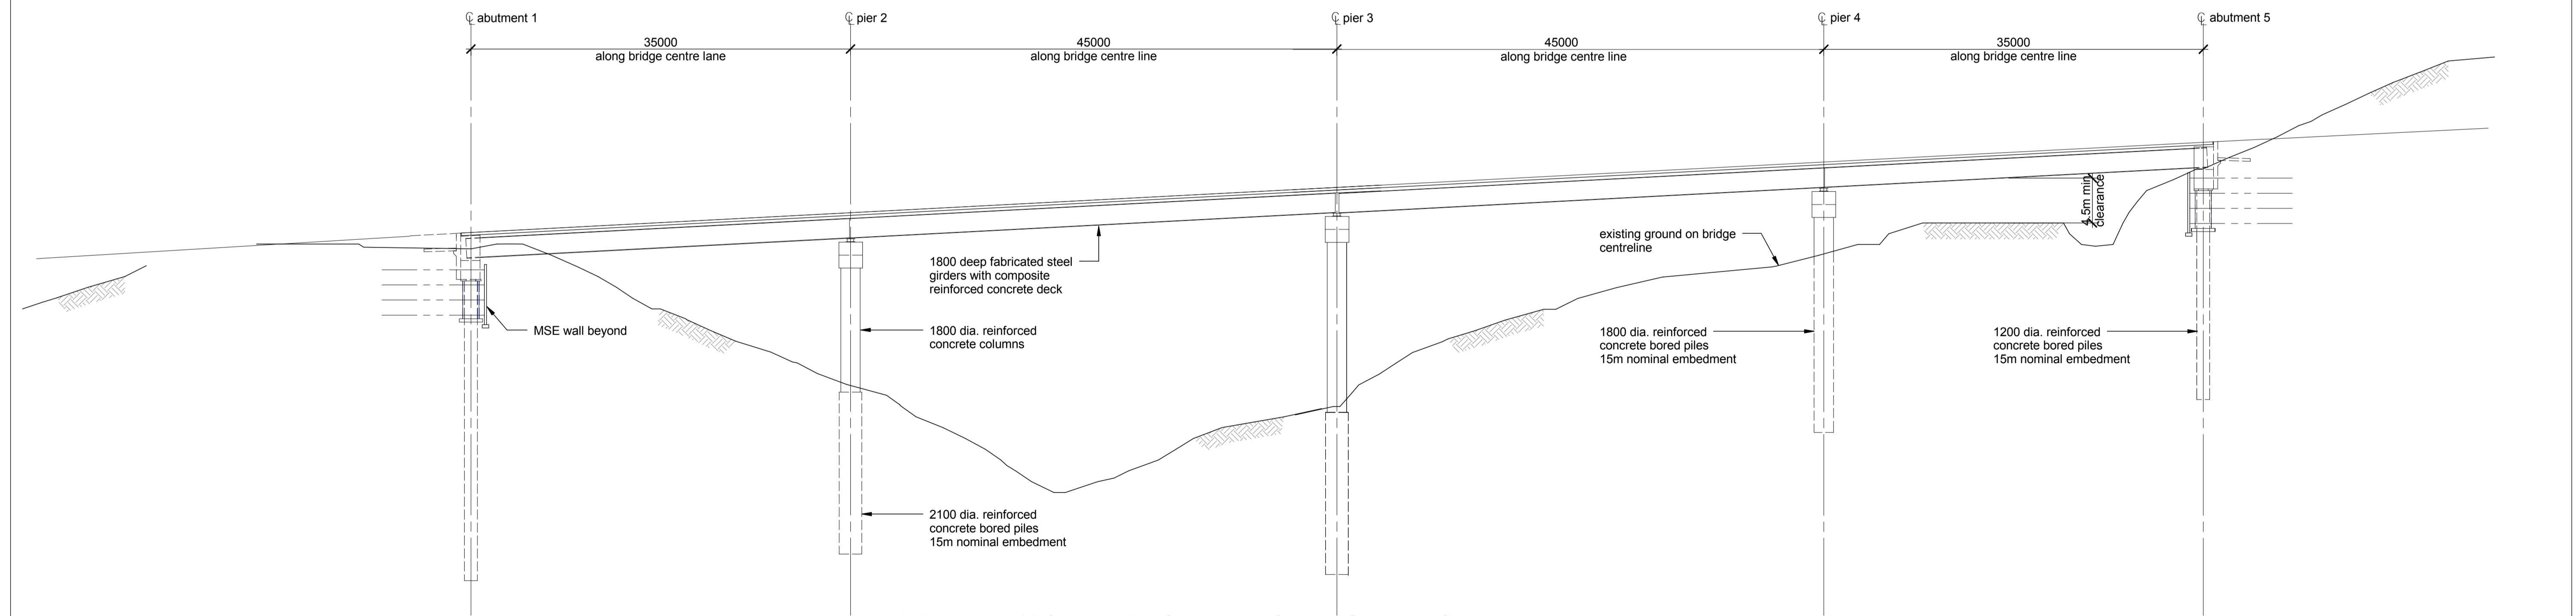 ℄ abutment 1
℄ pier 2
℄ pier 3
℄ pier 4
℄ abutment 5
35000
along bridge centre lane
45000
along bridge centre line
45000
along bridge centre line
35000
along bridge centre line
4.5m min
clearance
existing ground on bridge
centreline
1800 deep fabricated steel
girders with composite
reinforced concrete deck
MSE wall beyond
1800 dia. reinforced
concrete columns
1800 dia. reinforced
concrete bored piles
15m nominal embedment
1200 dia. reinforced
concrete bored piles
15m nominal embedment
2100 dia. reinforced
concrete bored piles
15m nominal embedment